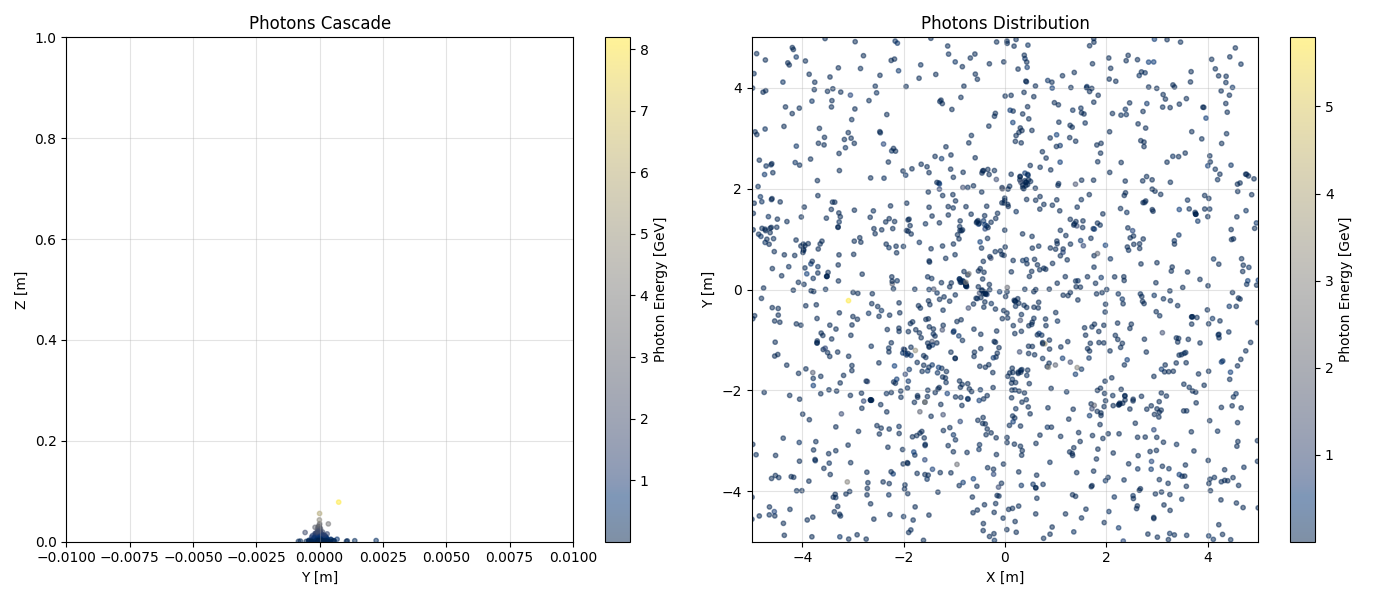 Photons Cascade
1.0
0.8
0.6
0.4
0.2
0.0
Z [m]
−0.0100 −0.0075 −0.0050 −0.0025 0.0000 0.0025 0.0050 0.0075 0.0100
Y [m]
8
7
6
5
4
3
2
1
Photon Energy [GeV]
Photons Distribution
4
2
0
−2
−4
Y [m]
−4 −2 0 2 4
X [m]
5
4
3
2
1
Photon Energy [GeV]